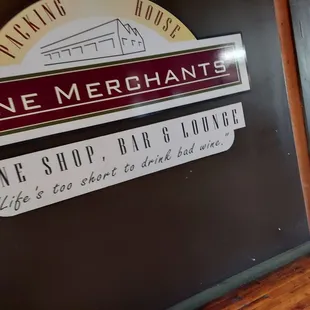 PACKING HOUSE
NE MERCHANTS
NE SHOP, BAR & LOUNGE
"Life's too short to drink bad wine."